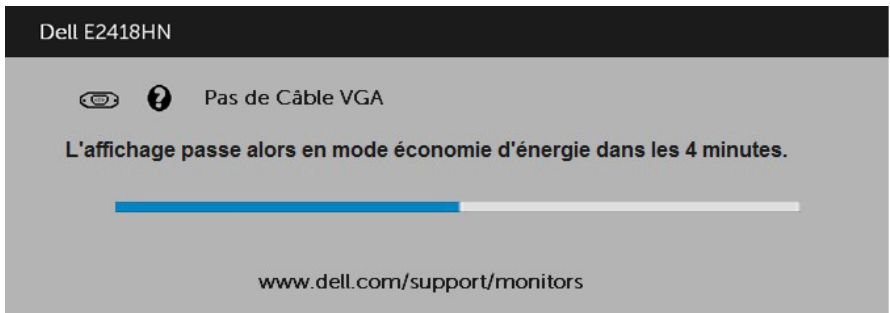 Dell E2418HN
Pas de Câble VGA
L'affichage passe alors en mode économie d'énergie dans les 4 minutes.
www.dell.com/support/monitors